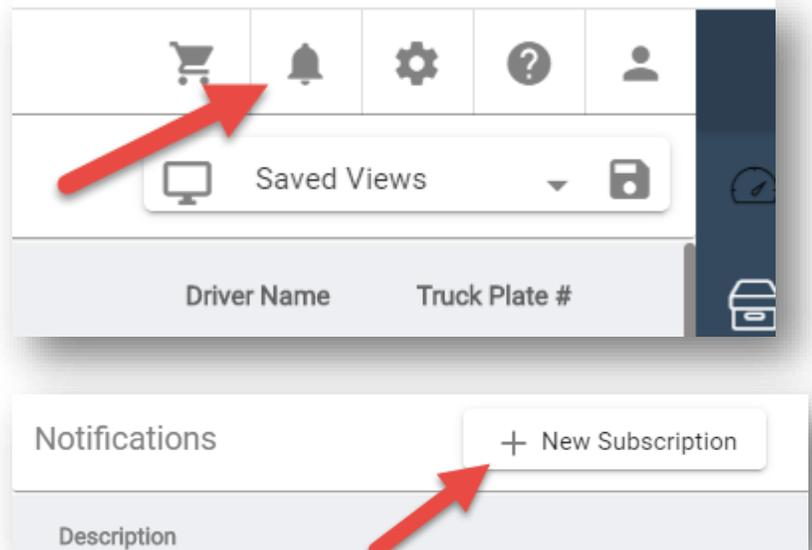 Saved Views
Driver Name Truck Plate #
Notifications
+ New Subscription
Description